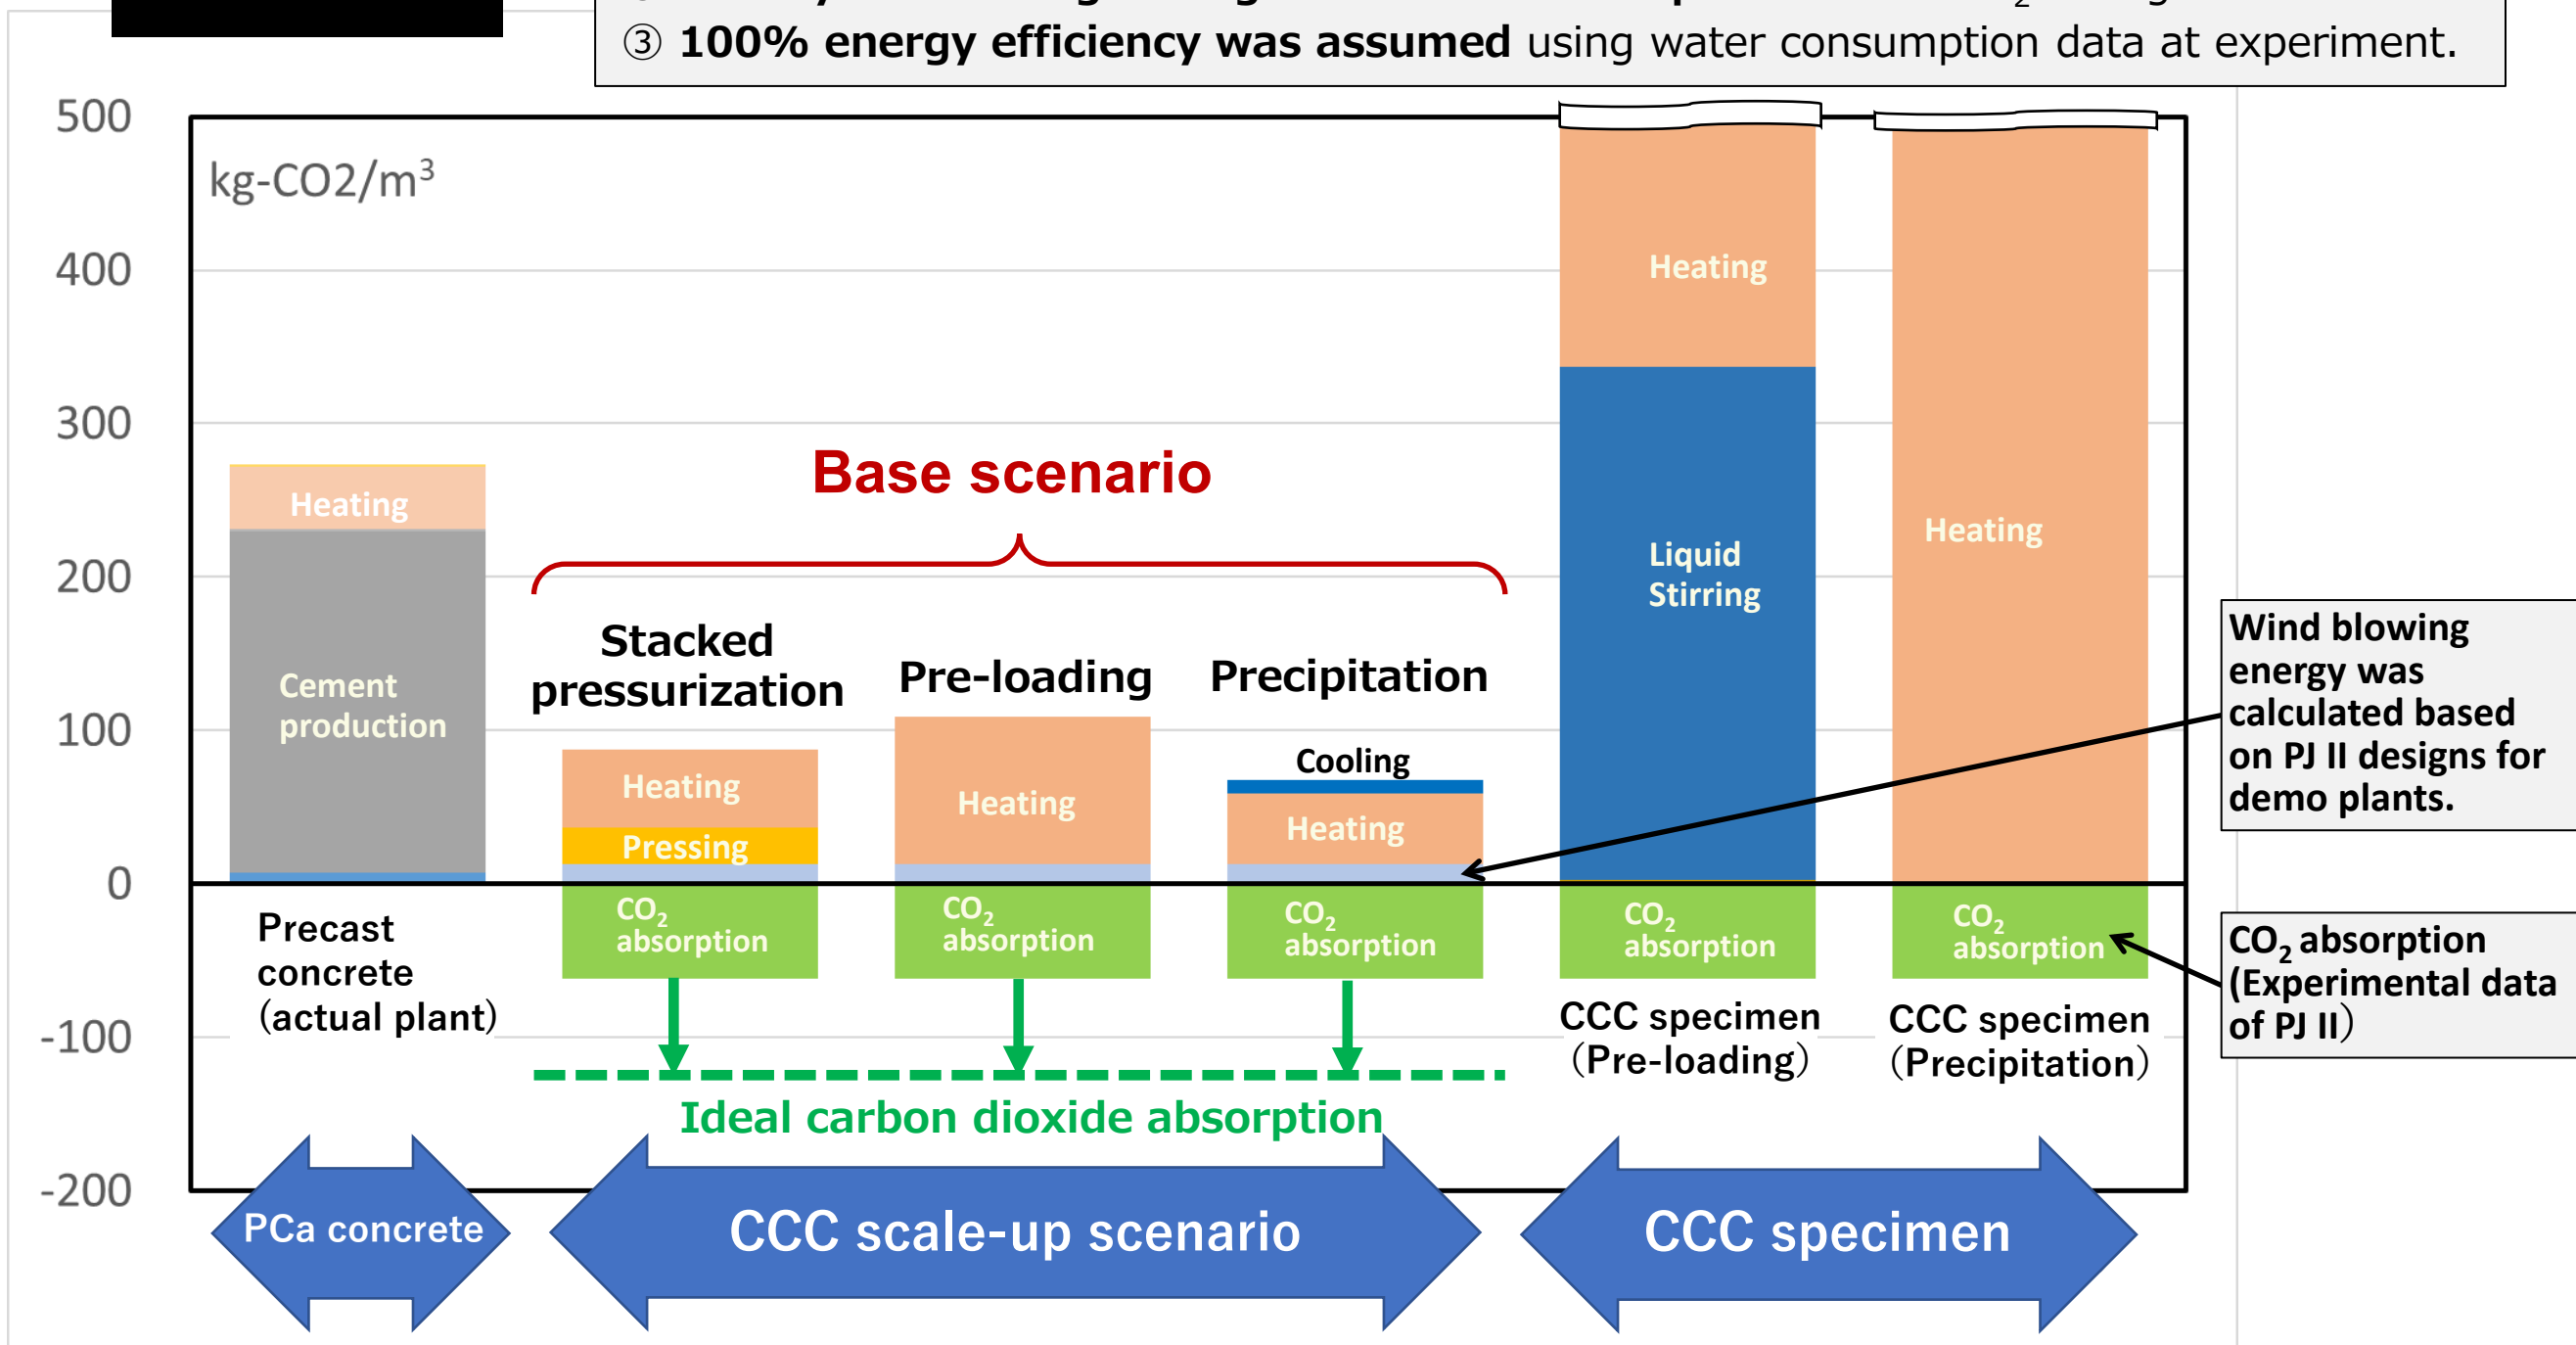 ③ 100% energy efficiency was assumed using water consumption data at experiment.
500
kg-CO2/m³
400
300
200
100
0
-100
-200
Base scenario
Heating
Cement
production
Precast
concrete
（actual plant）
Stacked
pressurization
Heating
Pressing
CO₂
absorption
Pre-loading
Heating
CO₂
absorption
Precipitation
Cooling
Heating
CO₂
absorption
Ideal carbon dioxide absorption
Heating
Liquid
Stirring
CO₂
absorption
CCC specimen
（Pre-loading）
Heating
CO₂
absorption
CCC specimen
（Precipitation）
Wind blowing
energy was
calculated based
on PJ II designs for
demo plants.
CO₂ absorption
(Experimental data
of PJ II）
PCa concrete
CCC scale-up scenario
CCC specimen